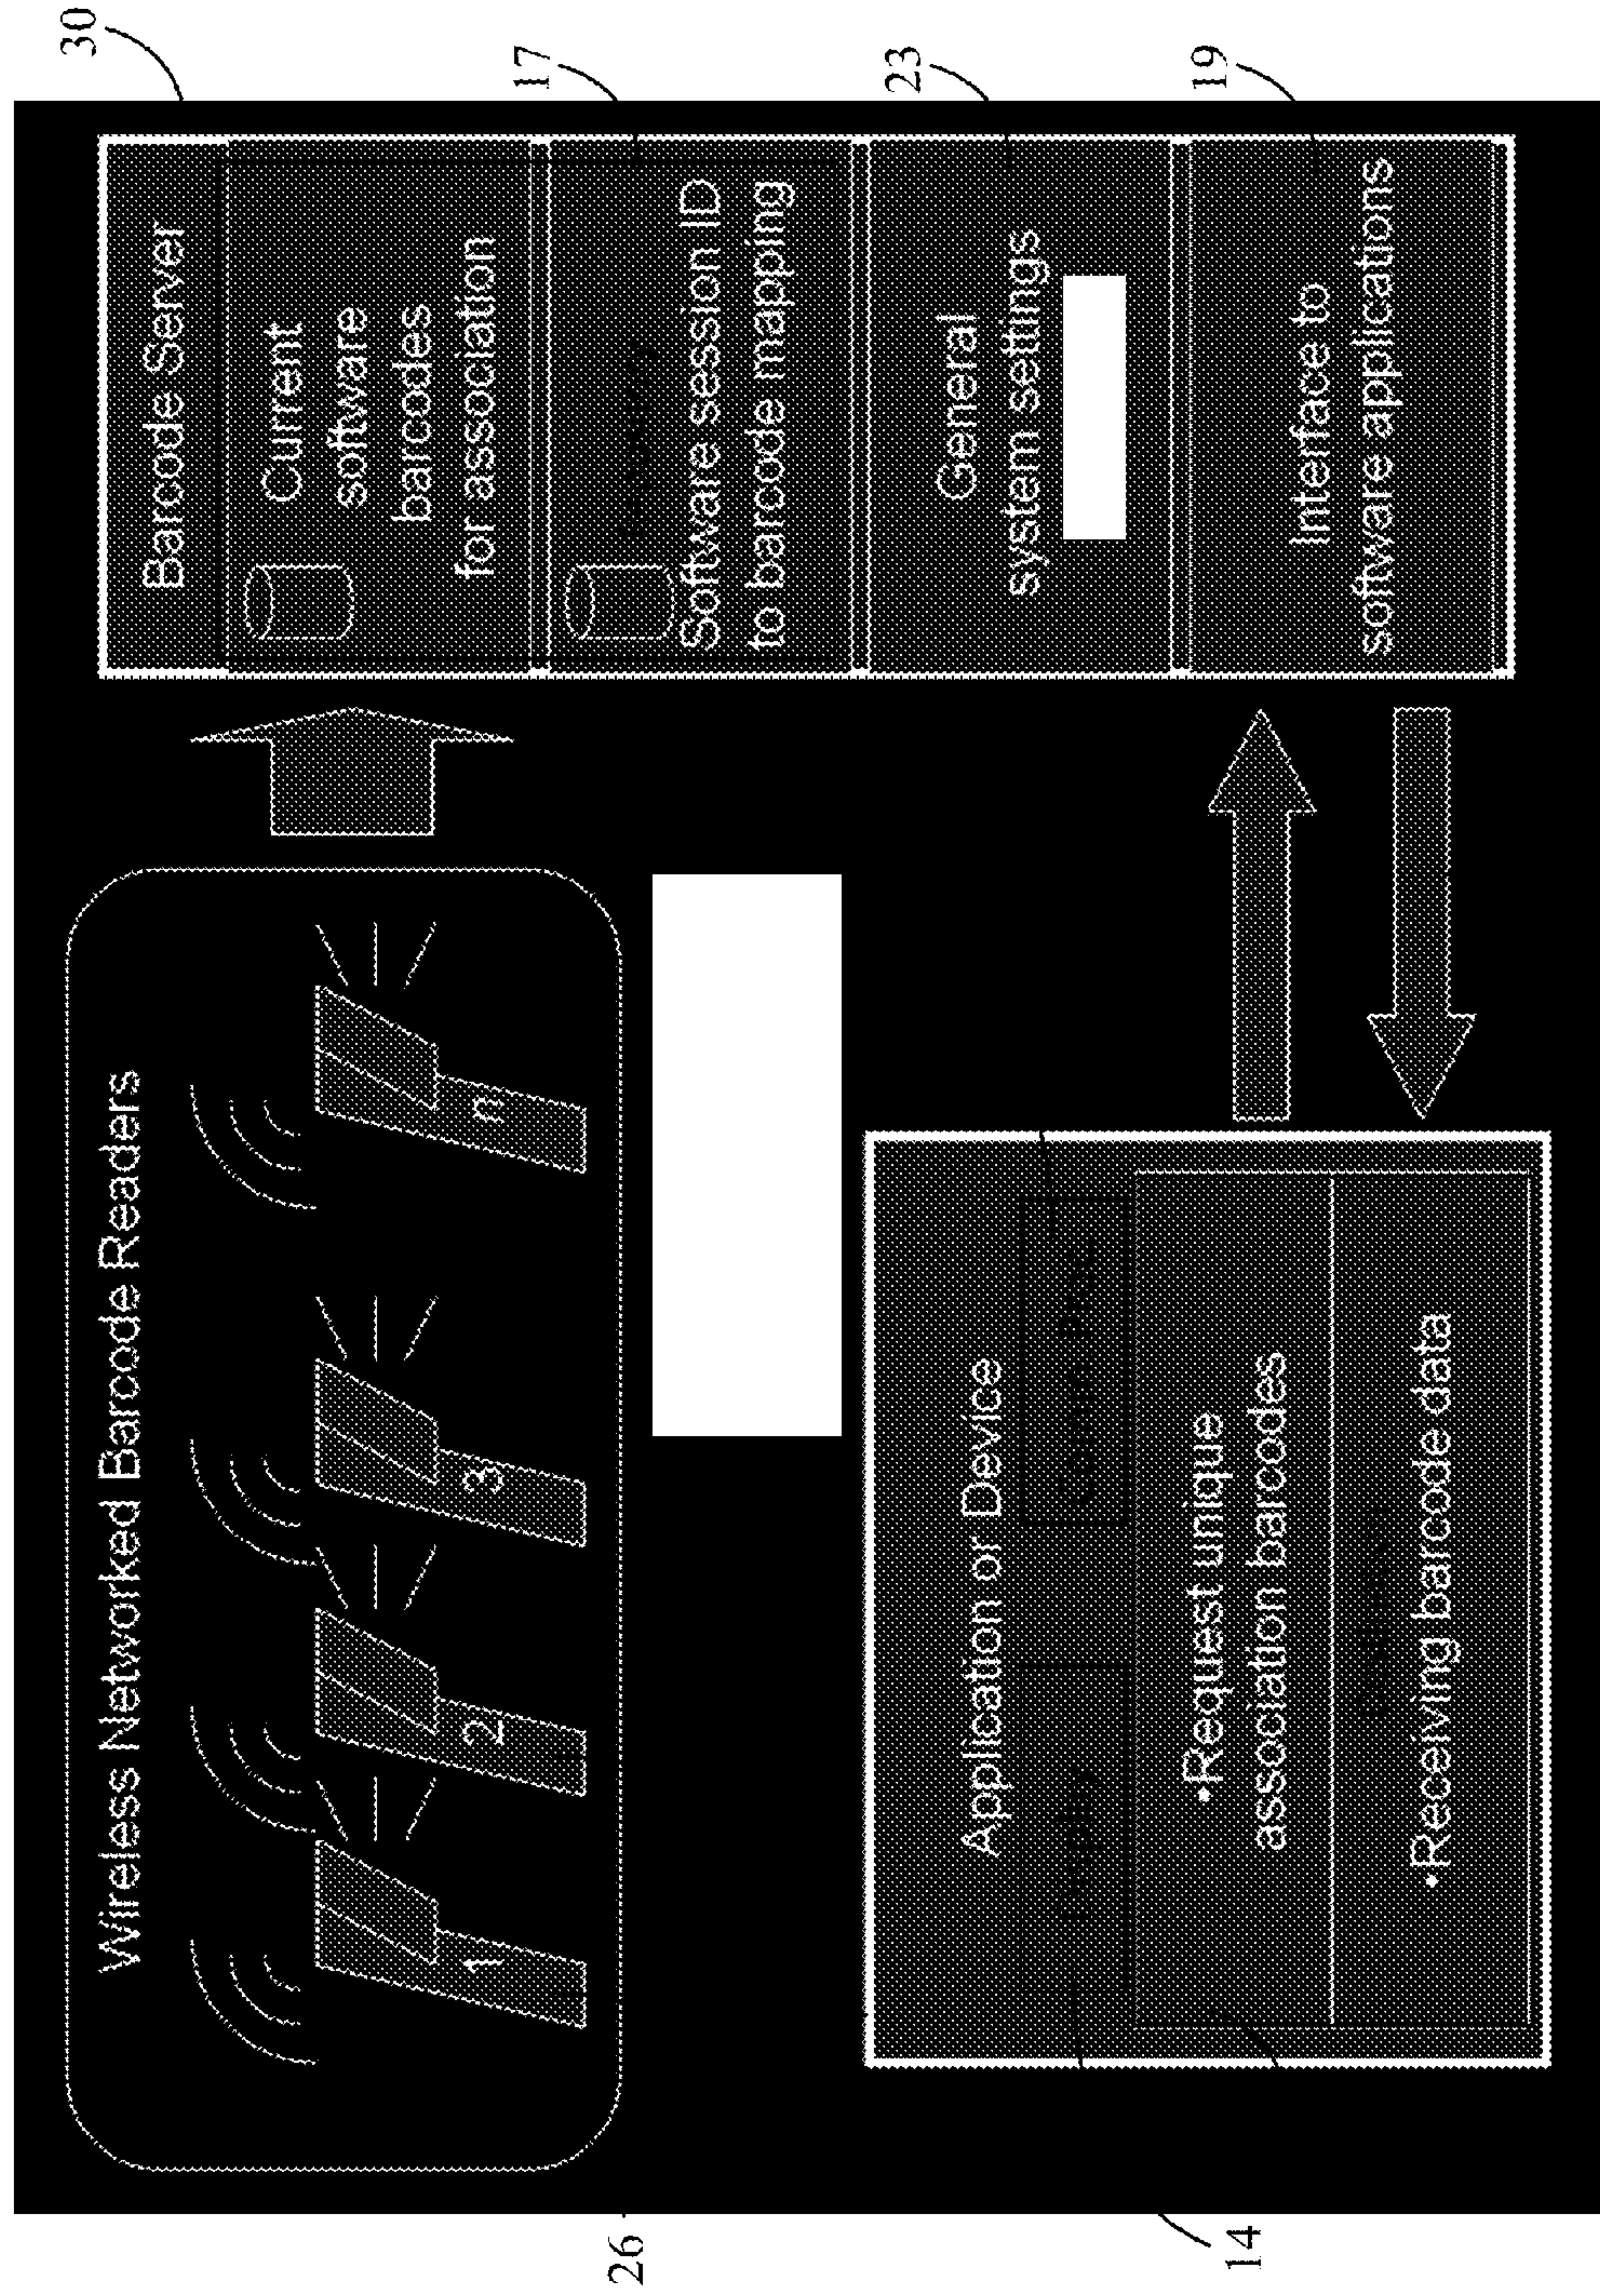 Wireless Networked Barcode Readers
1
2
3
n
26
Barcode Server
Current
software
barcodes
for association
Software session ID
to barcode mapping
General
system settings
Interface to
software applications
30
17
23
19
Application or Device
•Request unique
association barcodes
•Receiving barcode data
14